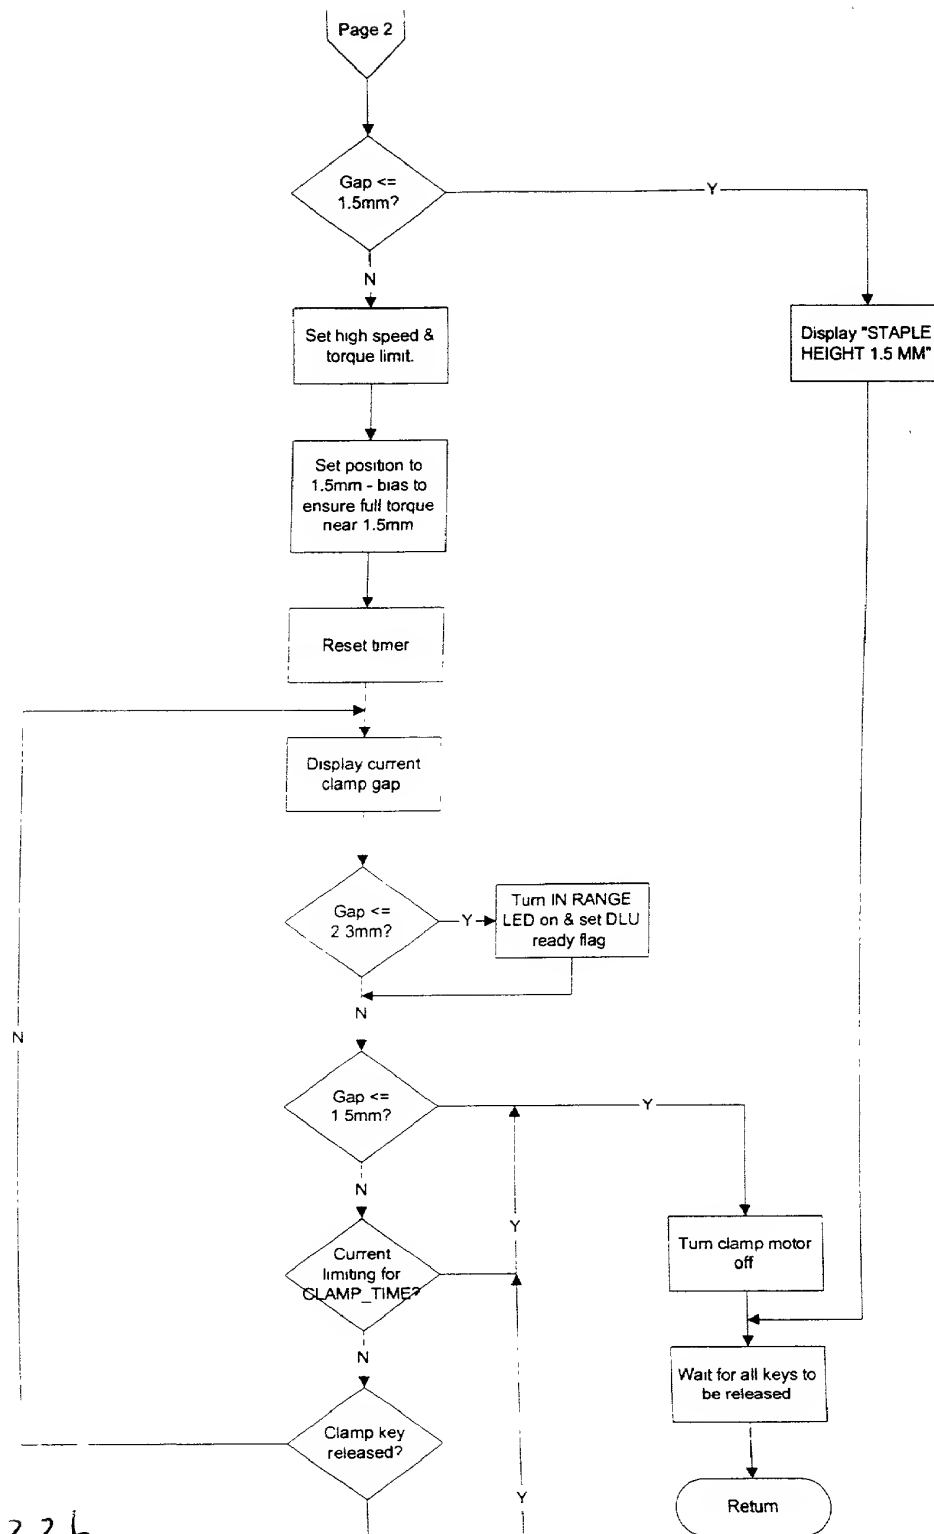 Page 2
Gap <=
1.5mm?
Y
N
Set high speed &
torque limit.
Display "STAPLE
HEIGHT 1.5 MM"
Set position to
1.5mm - bias to
ensure full torque
near 1.5mm
Reset timer
Display current
clamp gap
Gap <=
2 3mm?
Y
Turn IN RANGE
LED on & set DLU
ready flag
N
N
Gap <=
1 5mm?
Y
N
Y
Current
limiting for
CLAMP_TIME?
Turn clamp motor
off
N
Wait for all keys to
be released
Clamp key
released?
Y
Return